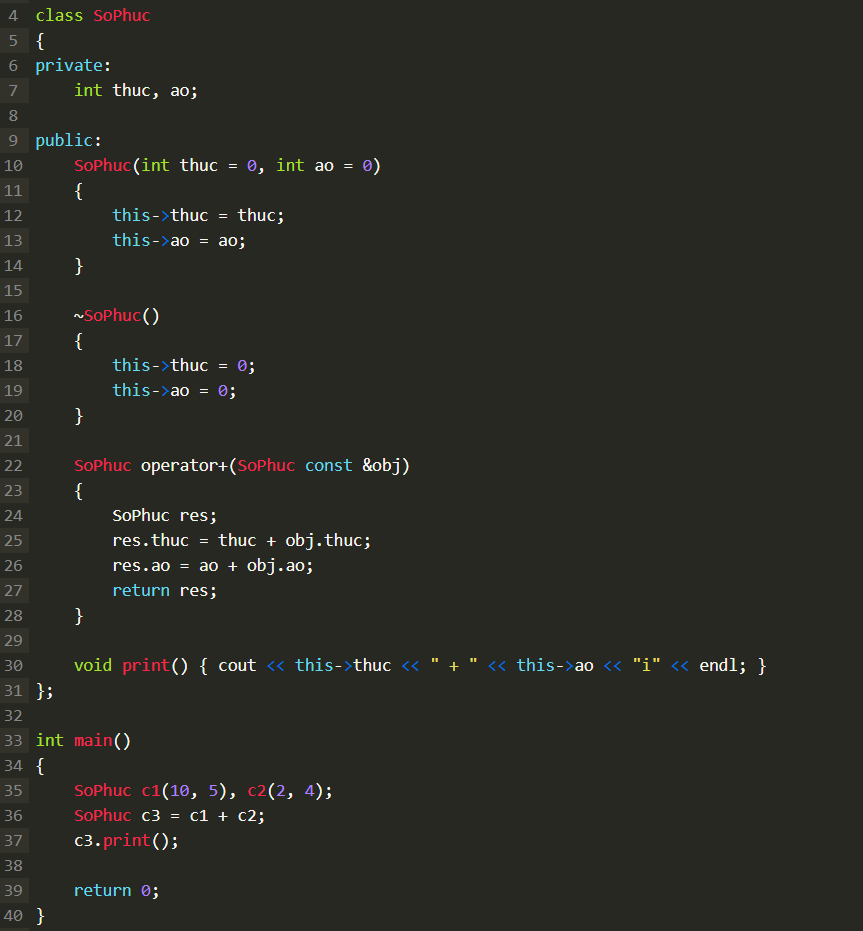 4 class SoPhuc
5 {
6 private:
7     int thuc, ao;
8
9 public:
10     SoPhuc(int thuc = 0, int ao = 0)
11     {
12         this->thuc = thuc;
13         this->ao = ao;
14     }
15
16     ~SoPhuc()
17     {
18         this->thuc = 0;
19         this->ao = 0;
20     }
21
22     SoPhuc operator+(SoPhuc const &obj)
23     {
24         SoPhuc res;
25         res.thuc = thuc + obj.thuc;
26         res.ao = ao + obj.ao;
27         return res;
28     }
29
30     void print() { cout << this->thuc << " + " << this->ao << "i" << endl; }
31 };
32
33 int main()
34 {
35     SoPhuc c1(10, 5), c2(2, 4);
36     SoPhuc c3 = c1 + c2;
37     c3.print();
38
39     return 0;
40 }